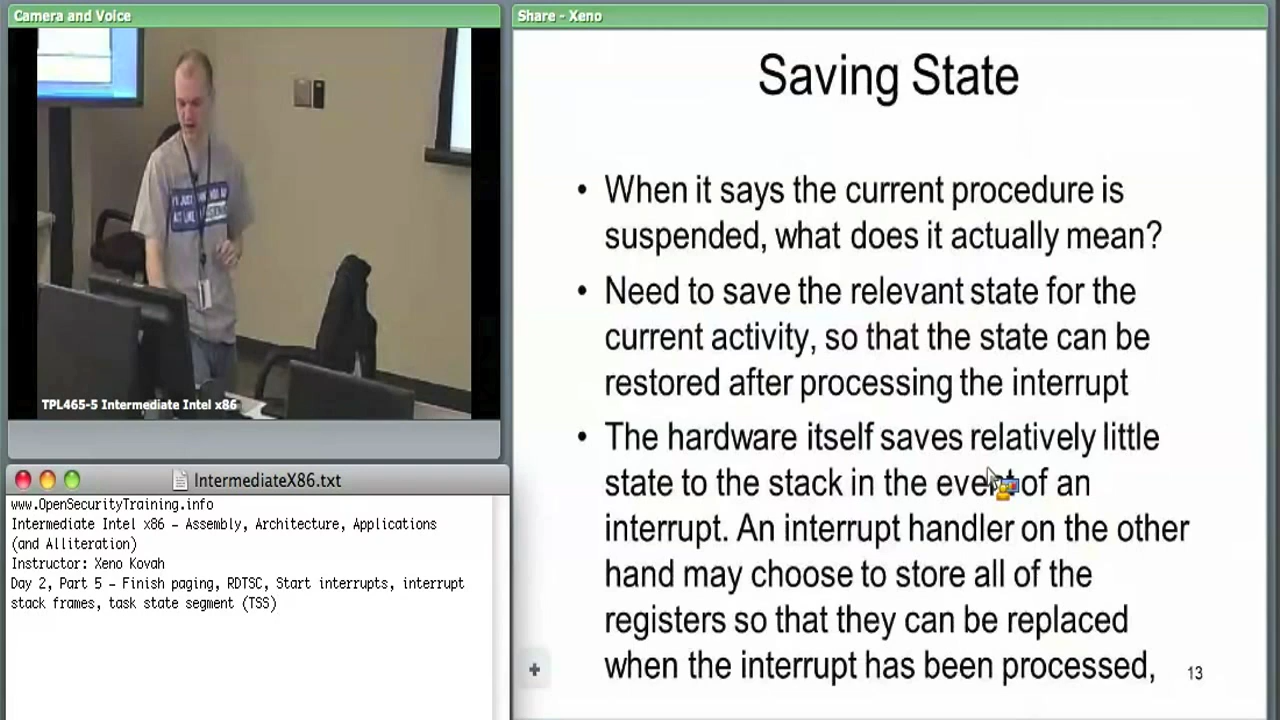 Camera and Voice
TPL465-5 Intermediate Intel x86
IntermediateX86.txt
www.OpenSecurityTraining.info
Intermediate Intel x86 – Assembly, Architecture, Applications
(and Alliteration)
Instructor: Xeno Kovah
Day 2, Part 5 – Finish paging, RDTSC, Start interrupts, interrupt
stack frames, task state segment (TSS)
Share - Xeno
Saving State
• When it says the current procedure is
suspended, what does it actually mean?
• Need to save the relevant state for the
current activity, so that the state can be
restored after processing the interrupt
• The hardware itself saves relatively little
state to the stack in the event of an
interrupt. An interrupt handler on the other
hand may choose to store all of the
registers so that they can be replaced
when the interrupt has been processed,
13